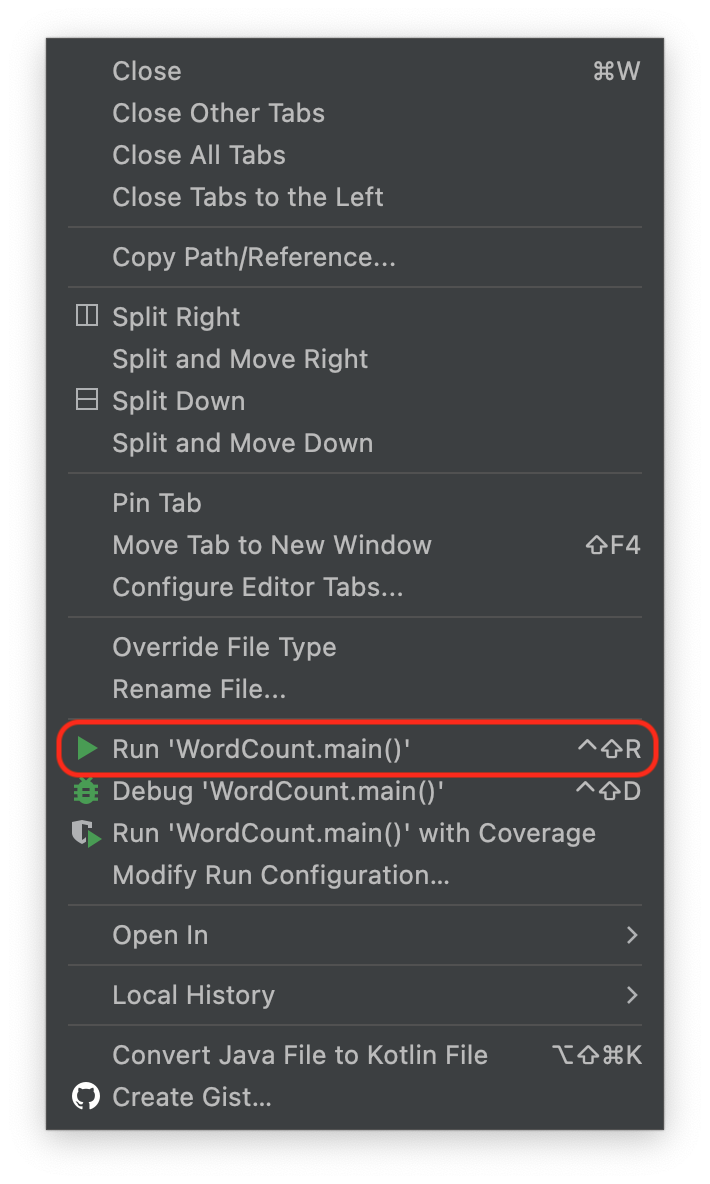 Close ⌘W
Close Other Tabs
Close All Tabs
Close Tabs to the Left
Copy Path/Reference...
Split Right
Split and Move Right
Split Down
Split and Move Down
Pin Tab
Move Tab to New Window ⇧F4
Configure Editor Tabs...
Override File Type
Rename File...
Run 'WordCount.main()' ^⇧R
Debug 'WordCount.main()' ^⇧D
Run 'WordCount.main()' with Coverage
Modify Run Configuration...
Open In
Local History
Convert Java File to Kotlin File ⌥⇧⌘K
Create Gist...